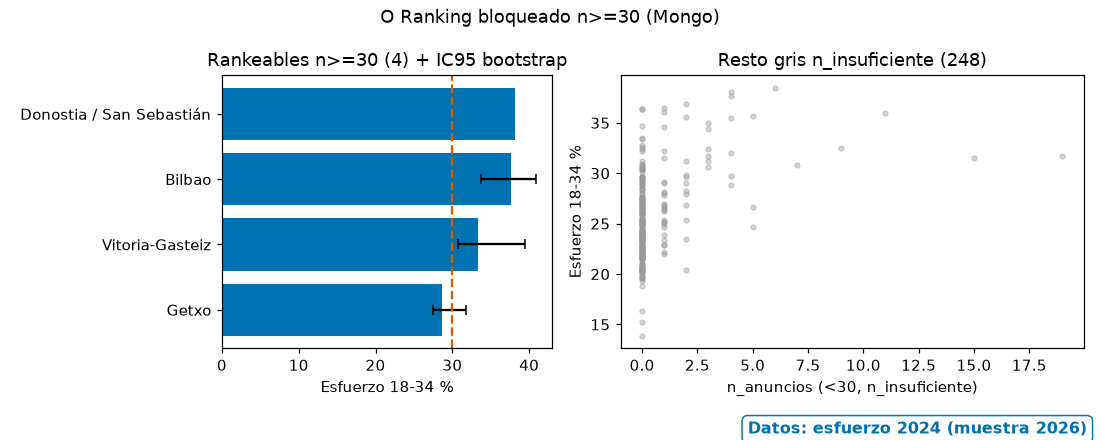 O Ranking bloqueado n>=30 (Mongo)
Rankeables n>=30 (4) + IC95 bootstrap
Donostia / San Sebastián
Bilbao
Vitoria-Gasteiz
Getxo
0 10 20 30 40
Esfuerzo 18-34 %
Resto gris n_insuficiente (248)
Esfuerzo 18-34 %
35
30
25
20
15
0.0 2.5 5.0 7.5 10.0 12.5 15.0 17.5
n_anuncios (<30, n_insuficiente)
Datos: esfuerzo 2024 (muestra 2026)